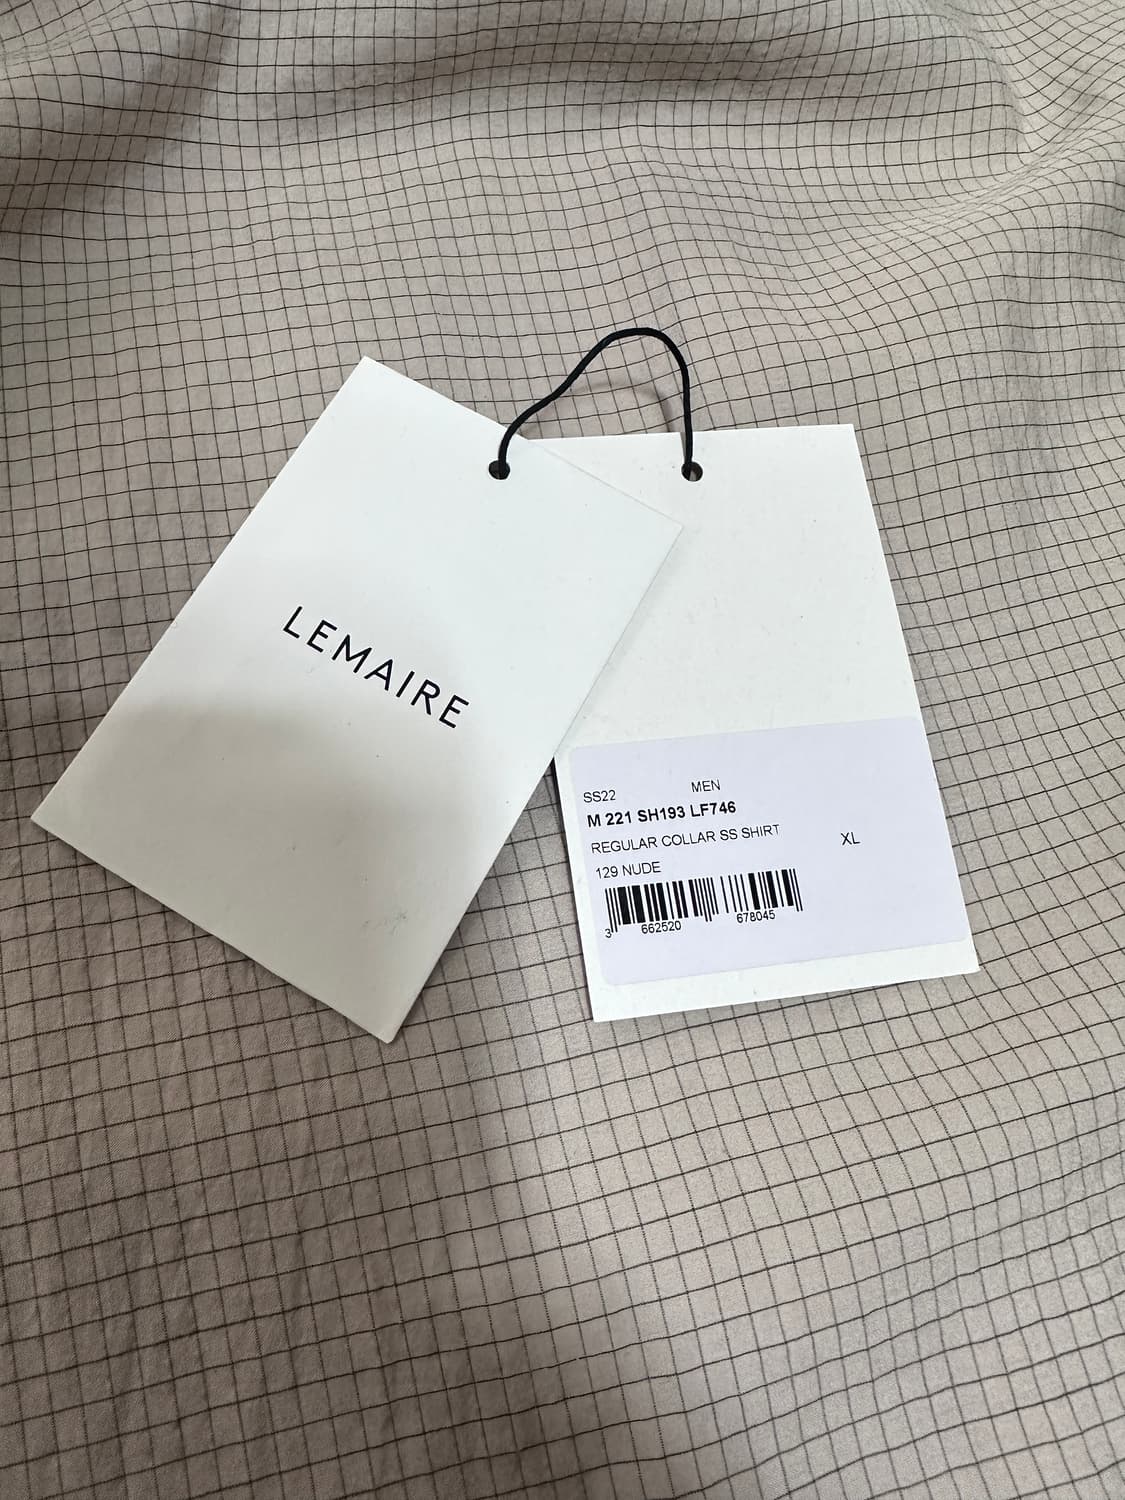 LEMAIRE
SS22 MEN
M 221 SH193 LF746
REGULAR COLLAR SS SHIRT
XL
129 NUDE
3 662520 678045